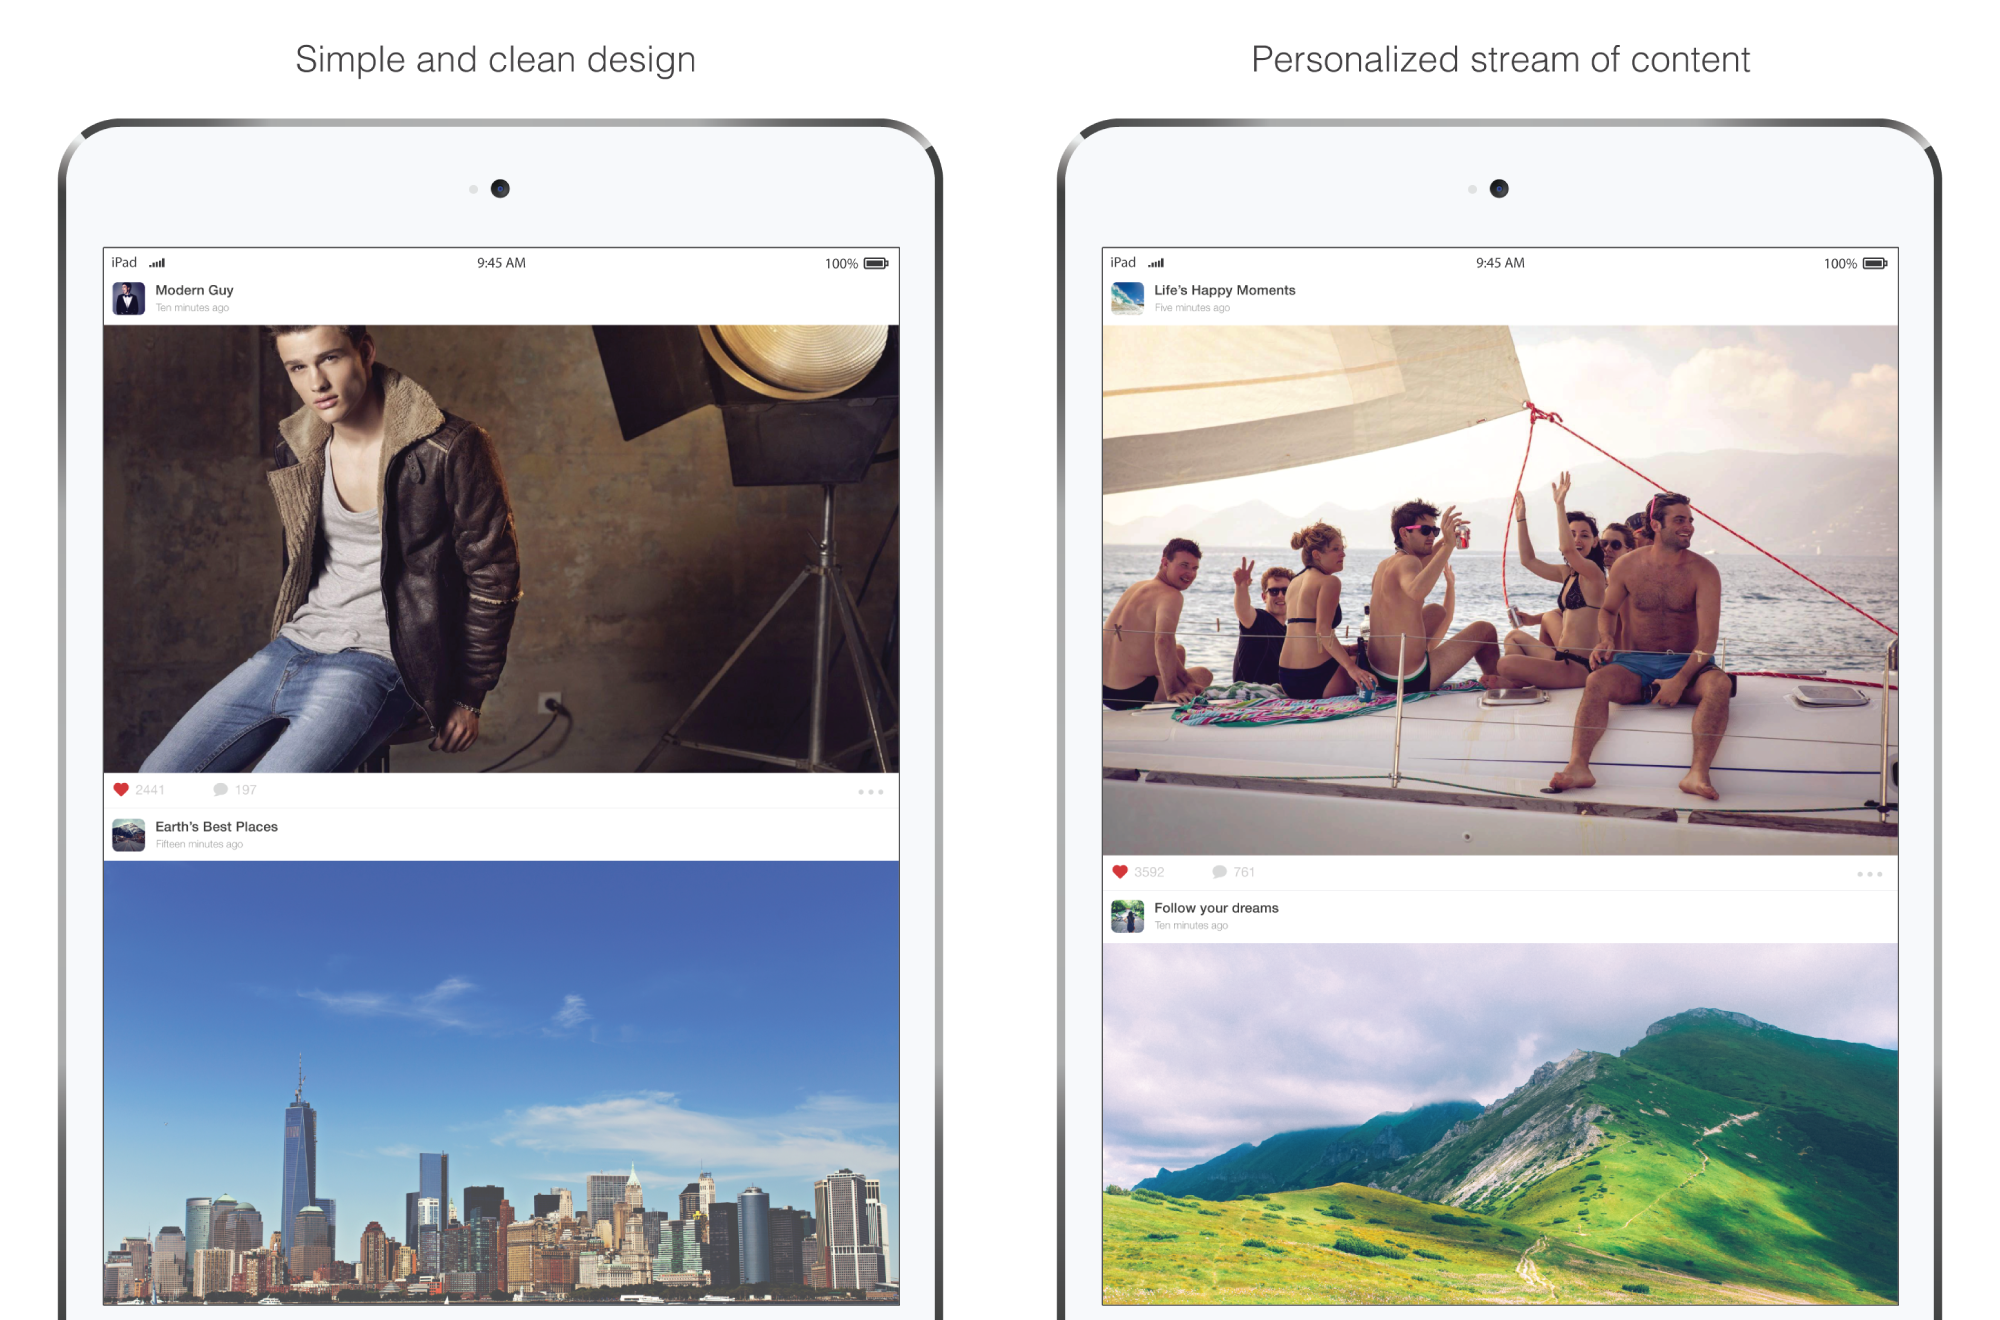 Simple and clean design
iPad 9:45 AM 100%
Modern Guy
Ten minutes ago
2441 197
Earth's Best Places
Fifteen minutes ago
Personalized stream of content
iPad 9:45 AM 100%
Life's Happy Moments
Five minutes ago
3592 761
Follow your dreams
Ten minutes ago